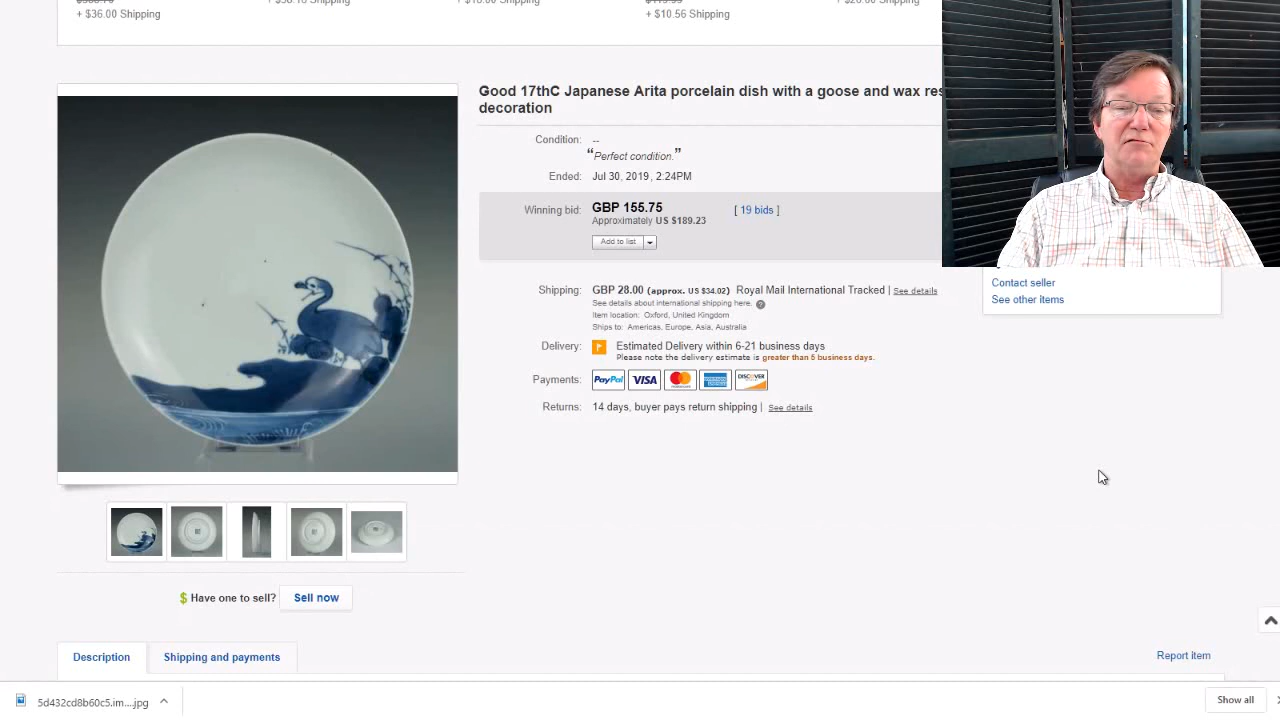 + $36.00 Shipping
+ $10.56 Shipping
Good 17thC Japanese Arita porcelain dish with a goose and wax res
decoration
Condition: --
“Perfect condition.”
Ended: Jul 30, 2019, 2:24PM
Winning bid: GBP 155.75 [ 19 bids ]
Approximately US $189.23
Add to list
Shipping: GBP 28.00 (approx. US $34.02) Royal Mail International Tracked | See details
See details about international shipping here. ?
Item location: Oxford, United Kingdom
Ships to: Americas, Europe, Asia, Australia
Contact seller
See other items
Delivery: Estimated Delivery within 6-21 business days
Please note the delivery estimate is greater than 5 business days.
Payments: PayPal VISA MasterCard AMERICAN EXPRESS DISCOVER
Returns: 14 days, buyer pays return shipping | See details
$ Have one to sell? Sell now
Description Shipping and payments Report item
5d432cd8b60c5.im....jpg Show all